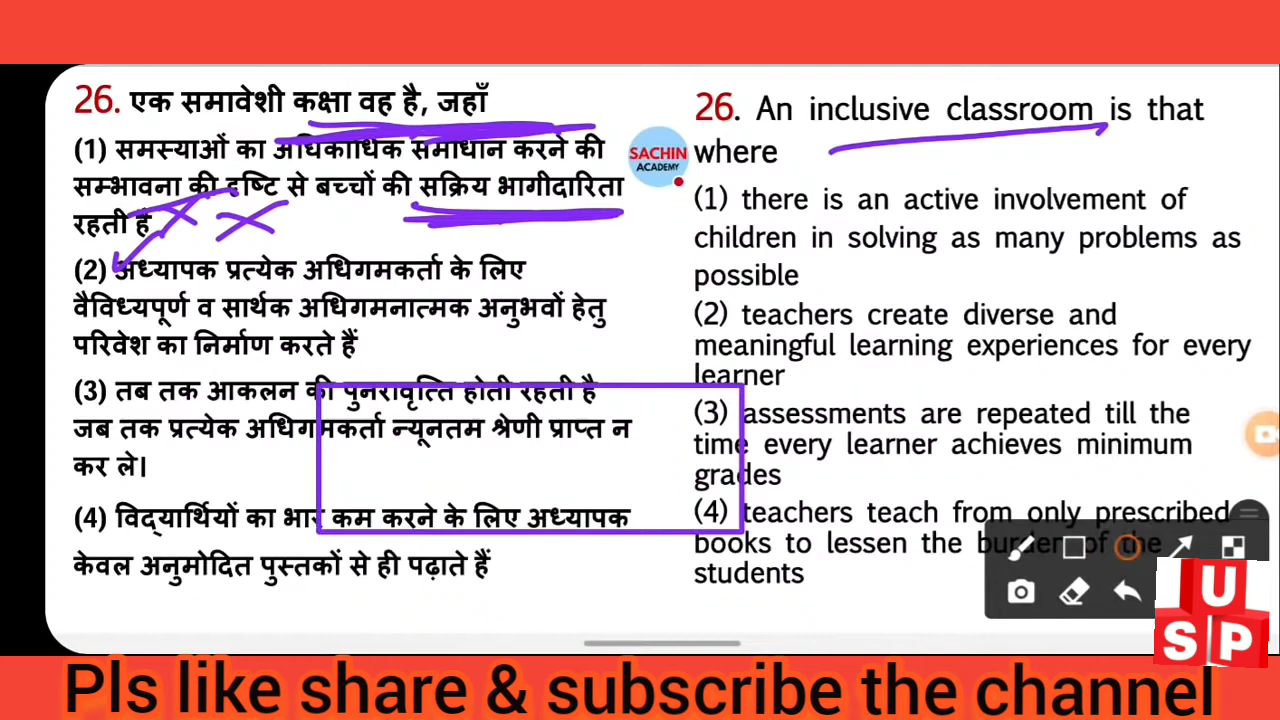 26. एक समावेशी कक्षा वह है, जहाँ
(1) समस्याओं का अधिकाधिक समाधान करने की
सम्भावना की दृष्टि से बच्चों की सक्रिय भागीदारिता
रहती है
(2) अध्यापक प्रत्येक अधिगमकर्ता के लिए
वैविध्यपूर्ण व सार्थक अधिगमनात्मक अनुभवों हेतु
परिवेश का निर्माण करते हैं
(3) तब तक आकलन की पुनरावृत्ति होती रहती है
जब तक प्रत्येक अधिगमकर्ता न्यूनतम श्रेणी प्राप्त न
कर ले।
(4) विद्यार्थियों का भार कम करने के लिए अध्यापक
केवल अनुमोदित पुस्तकों से ही पढ़ाते हैं
SACHIN
ACADEMY
26. An inclusive classroom is that
where
(1) there is an active involvement of
children in solving as many problems as
possible
(2) teachers create diverse and
meaningful learning experiences for every
learner
(3) assessments are repeated till the
time every learner achieves minimum
grades
(4) teachers teach from only prescribed
books to lessen the burden of the
students
U
S P
Pls like share & subscribe the channel